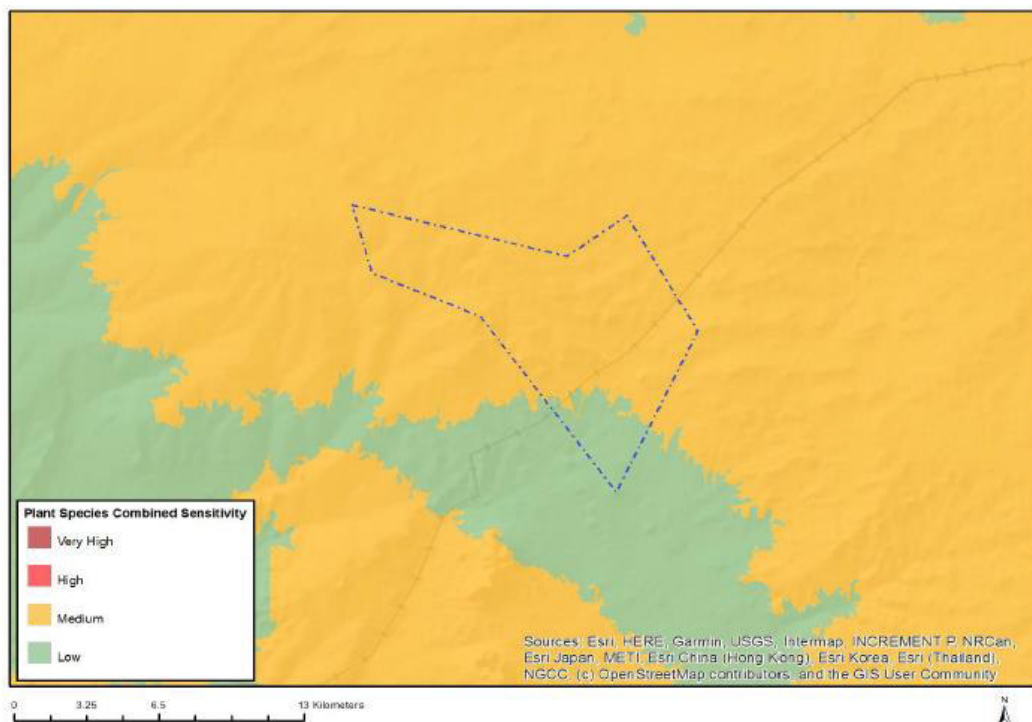 Plant Species Combined Sensitivity
Very High
High
Medium
Low
Sources: Esri, HERE, Garmin, USGS, Intermap, INCREMENT P, NRCan,
Esri Japan, METI, Esri China (Hong Kong), Esri Korea, Esri (Thailand),
NGCC, (c) OpenStreetMap contributors, and the GIS User Community
0 3.25 6.5 13 Kilometers
N